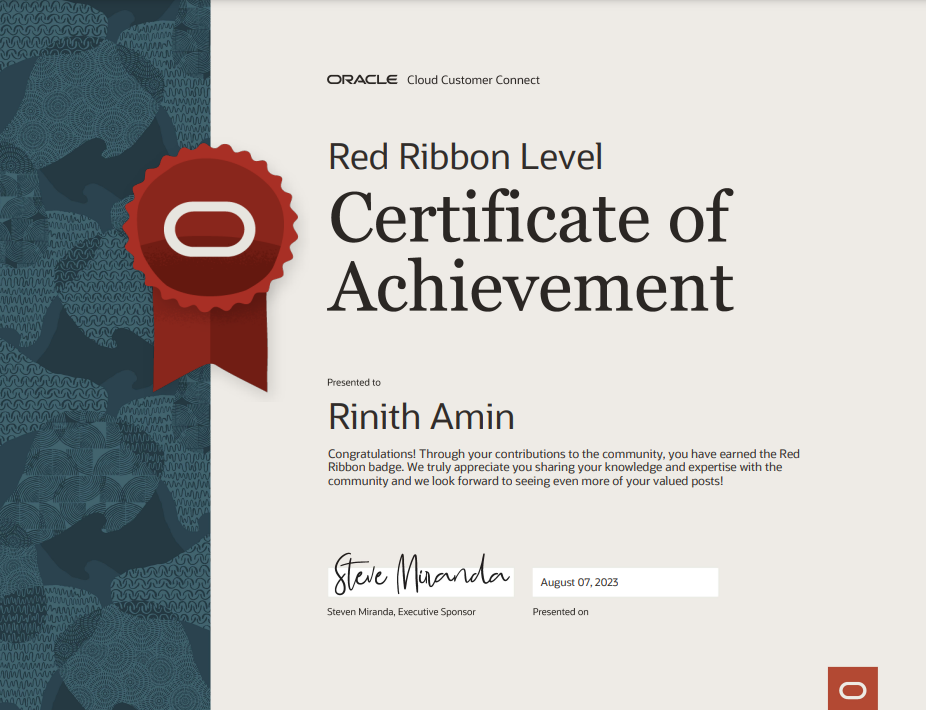 ORACLE Cloud Customer Connect
Red Ribbon Level
Certificate of
Achievement
Presented to
Rinith Amin
Congratulations! Through your contributions to the community, you have earned the Red
Ribbon badge. We truly appreciate you sharing your knowledge and expertise with the
community and we look forward to seeing even more of your valued posts!
Steve Miranda
August 07, 2023
Steven Miranda, Executive Sponsor
Presented on